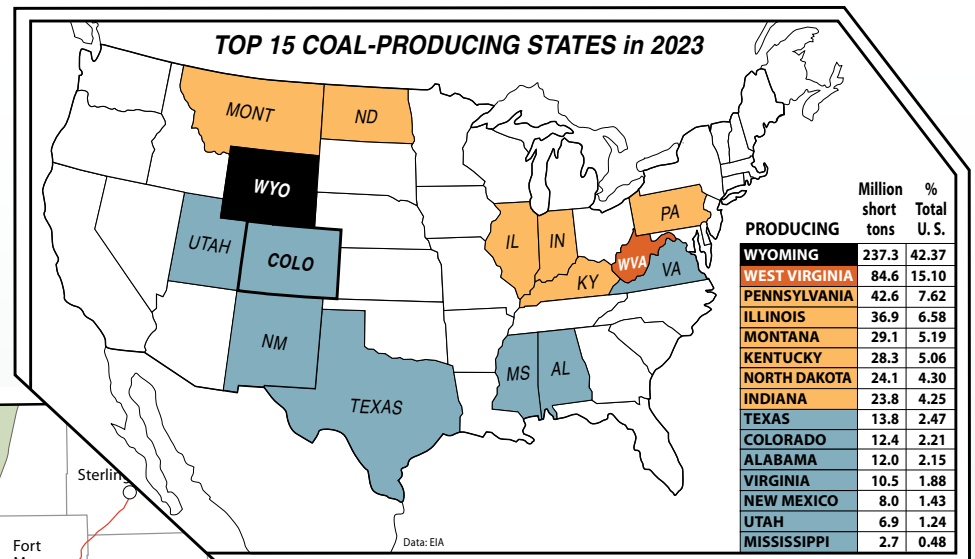 TOP 15 COAL-PRODUCING STATES in 2023
MONT
ND
WYO
UTAH
COLO
NM
TEXAS
IL
IN
KY
PA
WVA
VA
MS
AL
PRODUCING Million short tons % Total U. S.
WYOMING 237.3 42.37
WEST VIRGINIA 84.6 15.10
PENNSYLVANIA 42.6 7.62
ILLINOIS 36.9 6.58
MONTANA 29.1 5.19
KENTUCKY 28.3 5.06
NORTH DAKOTA 24.1 4.30
INDIANA 23.8 4.25
TEXAS 13.8 2.47
COLORADO 12.4 2.21
ALABAMA 12.0 2.15
VIRGINIA 10.5 1.88
NEW MEXICO 8.0 1.43
UTAH 6.9 1.24
MISSISSIPPI 2.7 0.48
Data: EIA
Sterlin
Fort